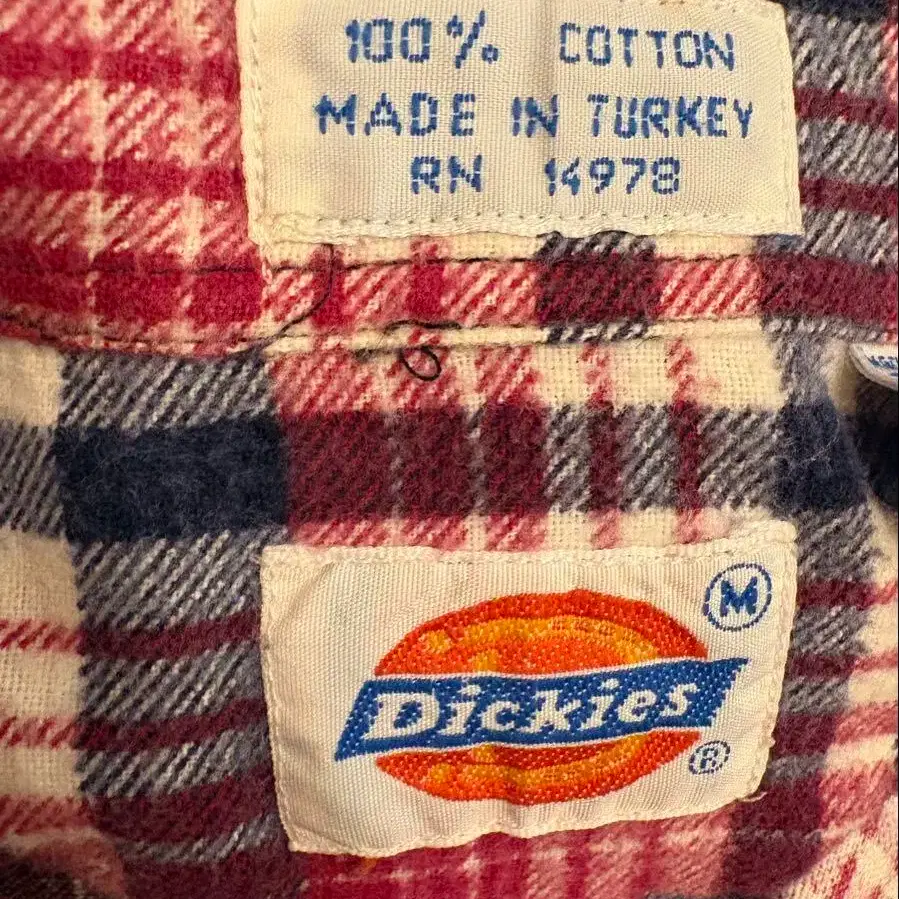 100% COTTON
MADE IN TURKEY
RN 14978
M
Dickies
®